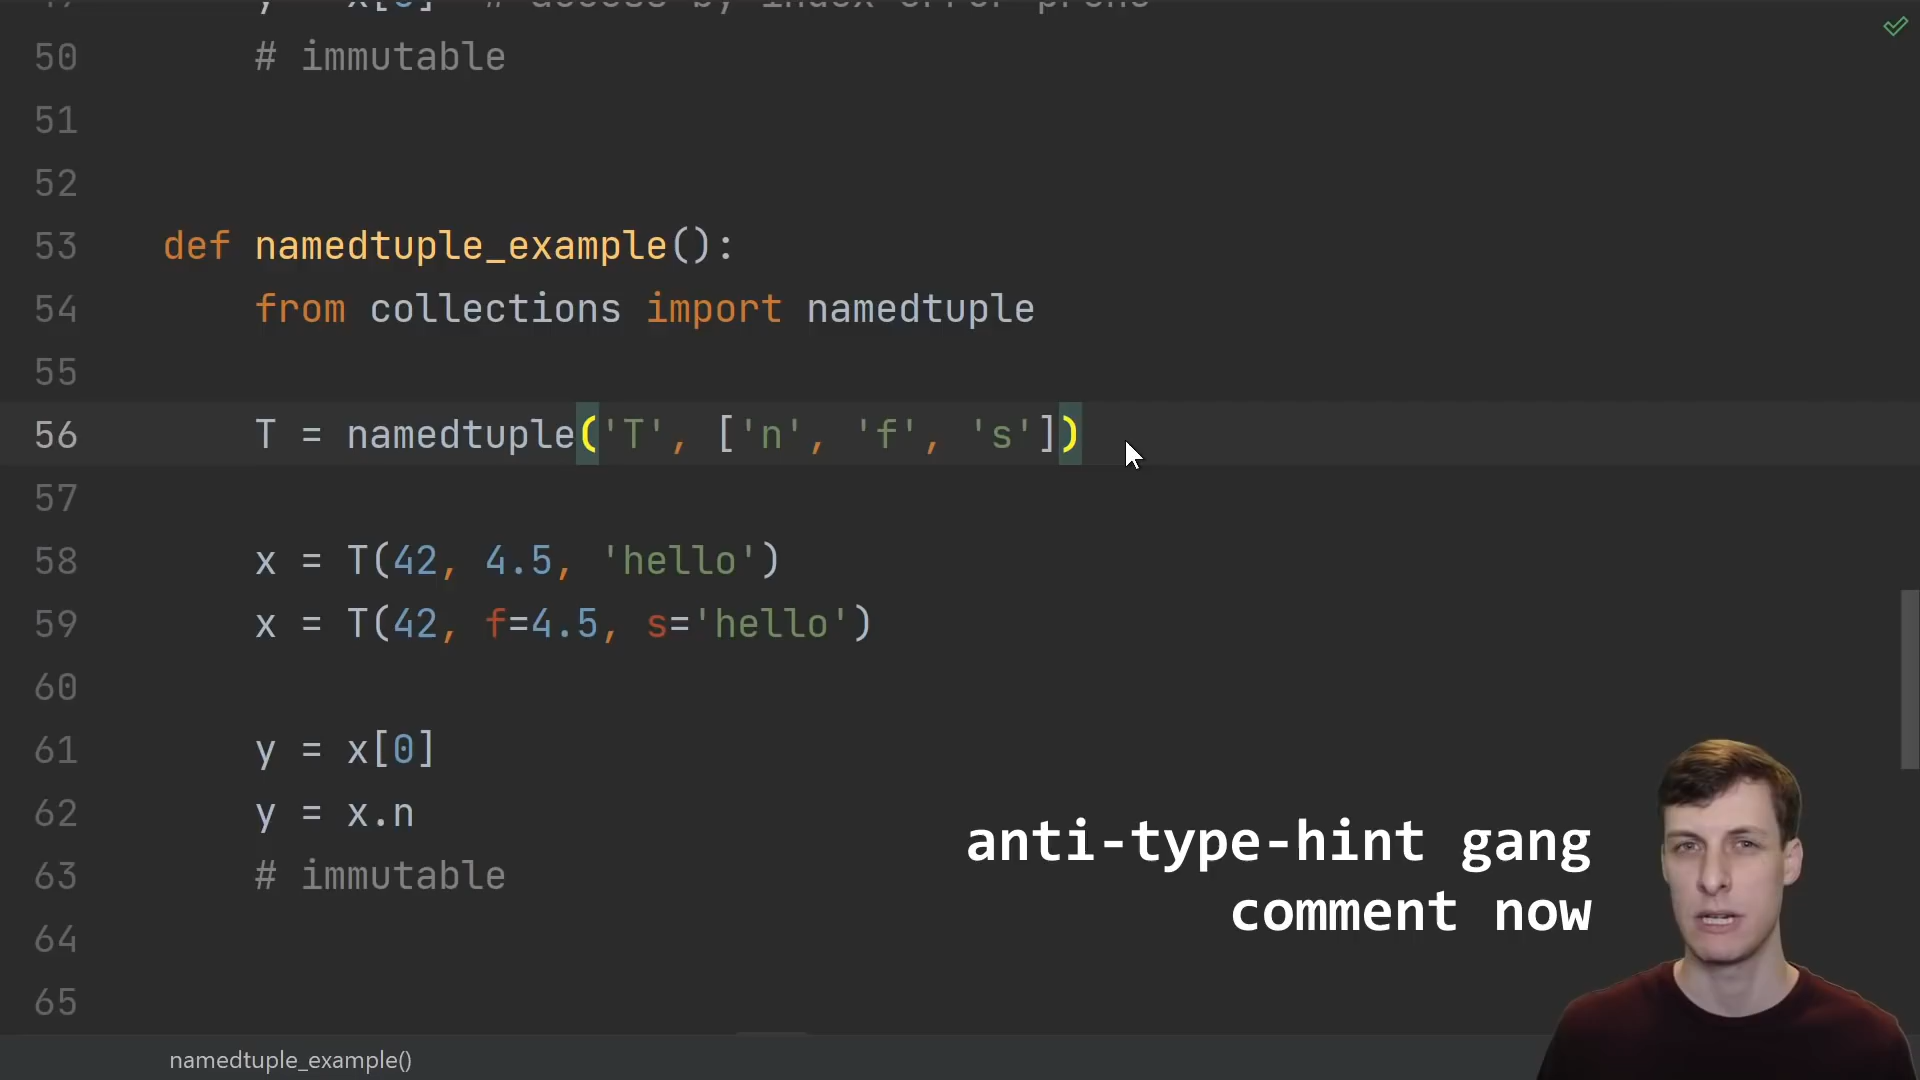 50 # immutable
51
52
53 def namedtuple_example():
54 from collections import namedtuple
55
56 T = namedtuple('T', ['n', 'f', 's'])
57
58 x = T(42, 4.5, 'hello')
59 x = T(42, f=4.5, s='hello')
60
61 y = x[0]
62 y = x.n
63 # immutable
64
65
anti-type-hint gang
comment now
namedtuple_example()